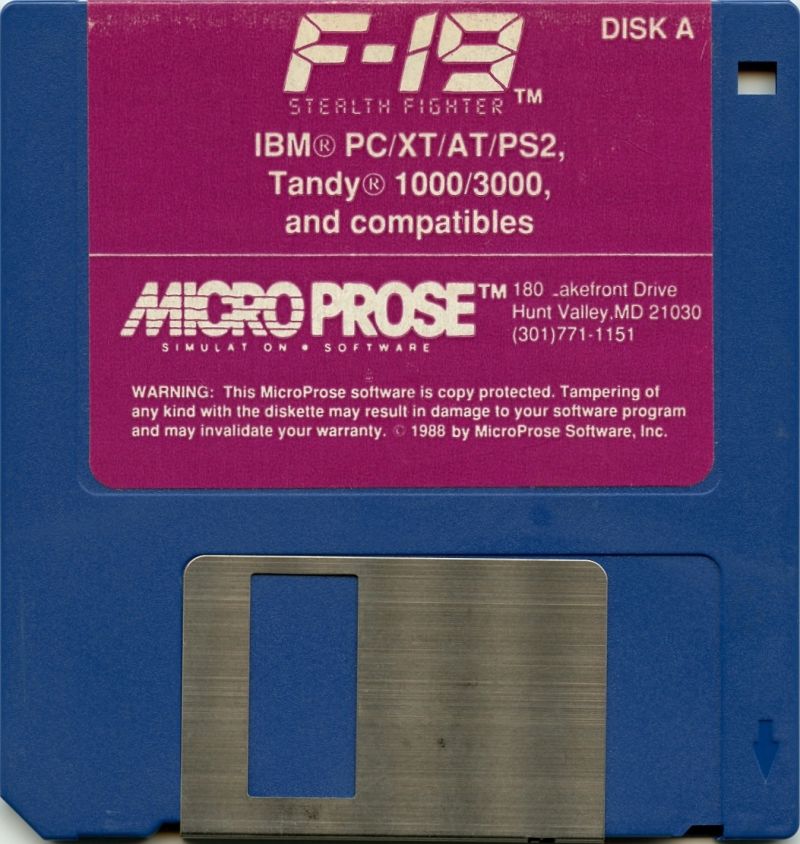 DISK A
F-19
STEALTH FIGHTER™
IBM® PC/XT/AT/PS2,
Tandy® 1000/3000,
and compatibles
MICROPROSE™
SIMULAT ON • SOFTWARE
180 akefront Drive
Hunt Valley,MD 21030
(301)771-1151
WARNING: This MicroProse software is copy protected. Tampering of
any kind with the diskette may result in damage to your software program
and may invalidate your warranty. © 1988 by MicroProse Software, Inc.